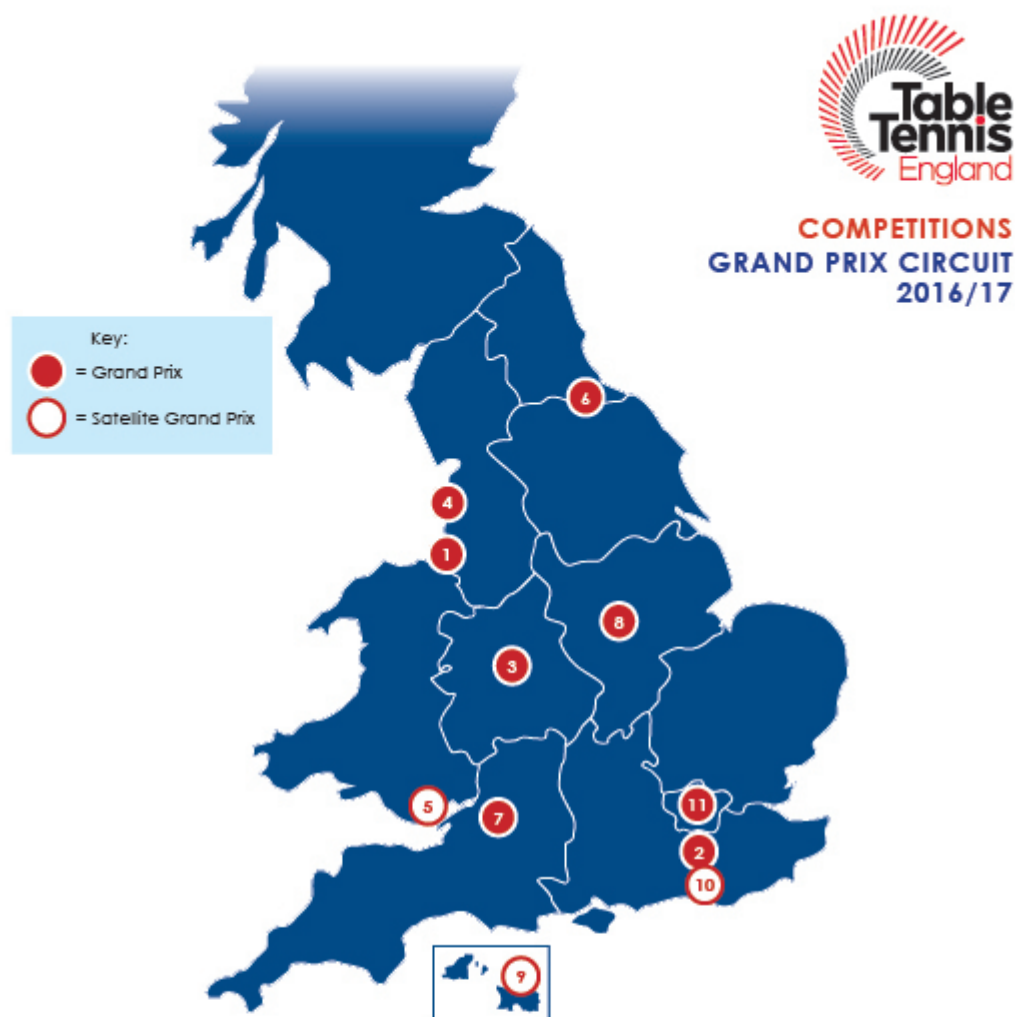 Table
Tennis
England
COMPETITIONS
GRAND PRIX CIRCUIT
2016/17
Key:
= Grand Prix
= Satellite Grand Prix
6
4
1
8
3
5
7
11
2
10
9